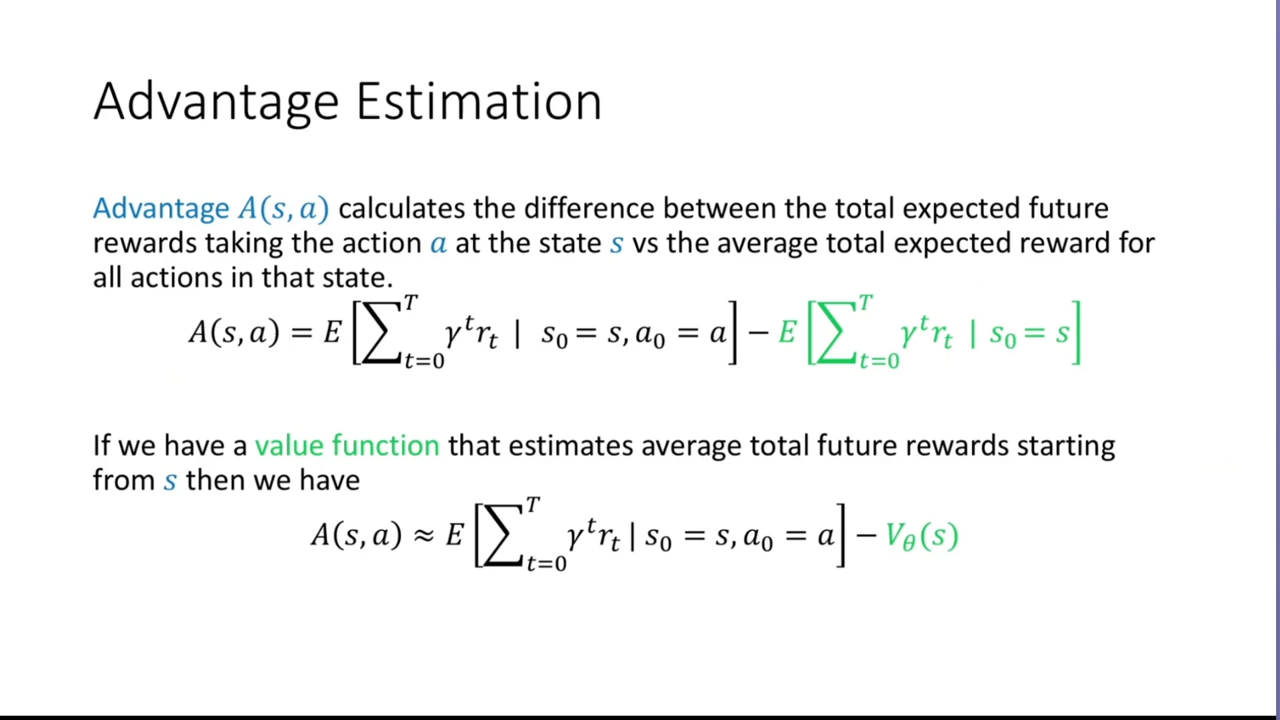 Advantage Estimation
Advantage A(s, a) calculates the difference between the total expected future
rewards taking the action a at the state s vs the average total expected reward for
all actions in that state.
A(s, a) = E[∑_{t=0}^{T} γ^t r_t | s_0 = s, a_0 = a] − E[∑_{t=0}^{T} γ^t r_t | s_0 = s]
If we have a value function that estimates average total future rewards starting
from s then we have
A(s, a) ≈ E[∑_{t=0}^{T} γ^t r_t | s_0 = s, a_0 = a] − V_θ(s)